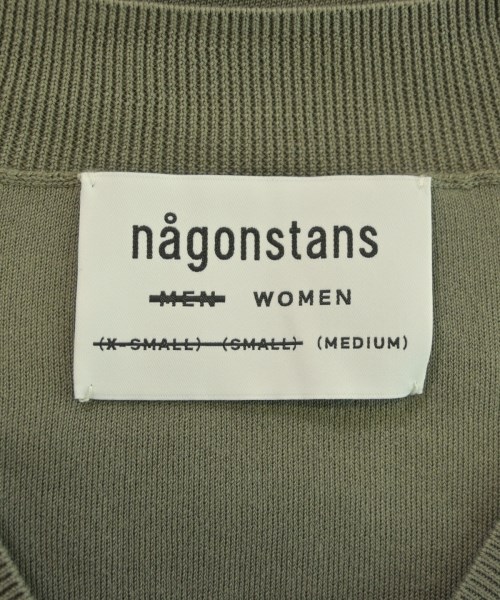 någonstans
MEN WOMEN
(X-SMALL) (SMALL) (MEDIUM)